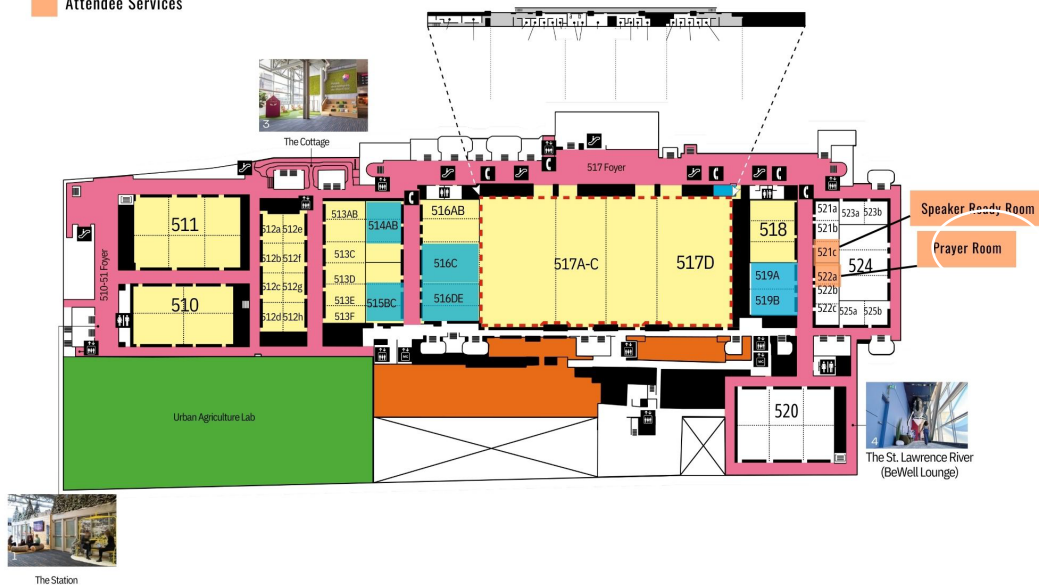 Attendee Services
3
The Cottage
517 Foyer
511
510
510-51 Foyer
512a 512e
512b 512f
512c 512g
512d 512h
513AB
513C
513D
513E
513F
514AB
515BC
516AB
516C
516DE
517A-C
517D
518
519A
519B
521a
521b
521c
522a
522b
522c
523a 523b
524
525a 525b
Speaker Ready Room
Prayer Room
520
Urban Agriculture Lab
4
The St. Lawrence River
(BeWell Lounge)
1
The Station